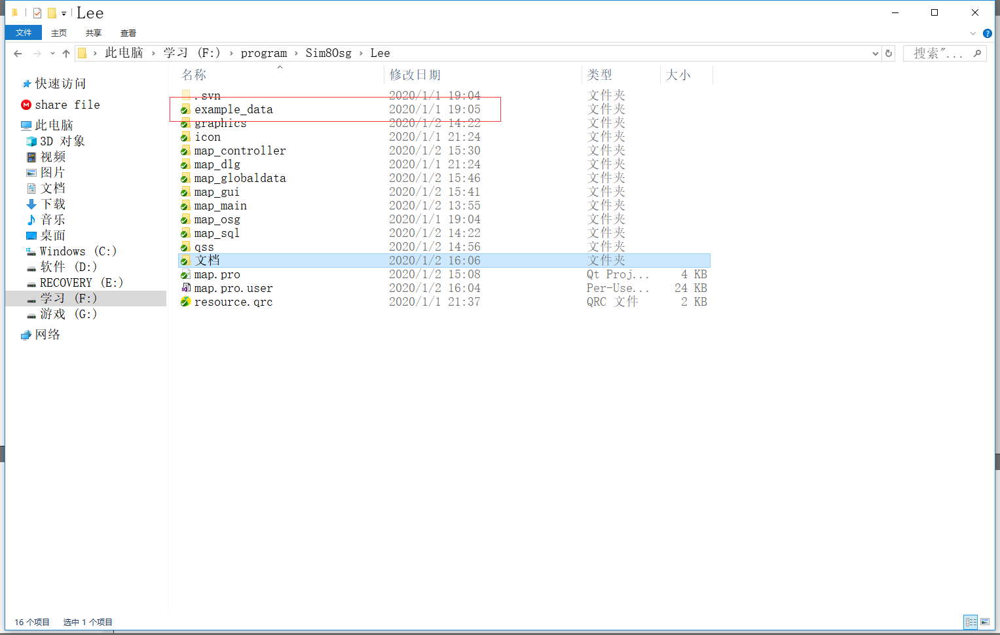 Lee
文件 主页 共享 查看
此电脑 › 学习 (F:) › program › Sim80sg › Lee 搜索"...
名称 修改日期 类型 大小
快速访问
share file
此电脑
3D 对象
视频
图片
文档
下载
音乐
桌面
Windows (C:)
软件 (D:)
RECOVERY (E:)
学习 (F:)
游戏 (G:)
网络
.svn 2020/1/1 19:04 文件夹
example_data 2020/1/1 19:05 文件夹
graphics 2020/1/2 14:22 文件夹
icon 2020/1/1 21:24 文件夹
map_controller 2020/1/2 15:30 文件夹
map_dlg 2020/1/1 21:24 文件夹
map_globaldata 2020/1/2 15:46 文件夹
map_gui 2020/1/2 15:41 文件夹
map_main 2020/1/2 13:55 文件夹
map_osg 2020/1/1 19:04 文件夹
map_sql 2020/1/2 14:22 文件夹
qss 2020/1/2 14:56 文件夹
文档 2020/1/2 16:06 文件夹
map.pro 2020/1/2 15:08 Qt Proj... 4 KB
map.pro.user 2020/1/2 16:04 Per-Use... 24 KB
resource.qrc 2020/1/1 21:37 QRC 文件 2 KB
16 个项目 选中 1 个项目